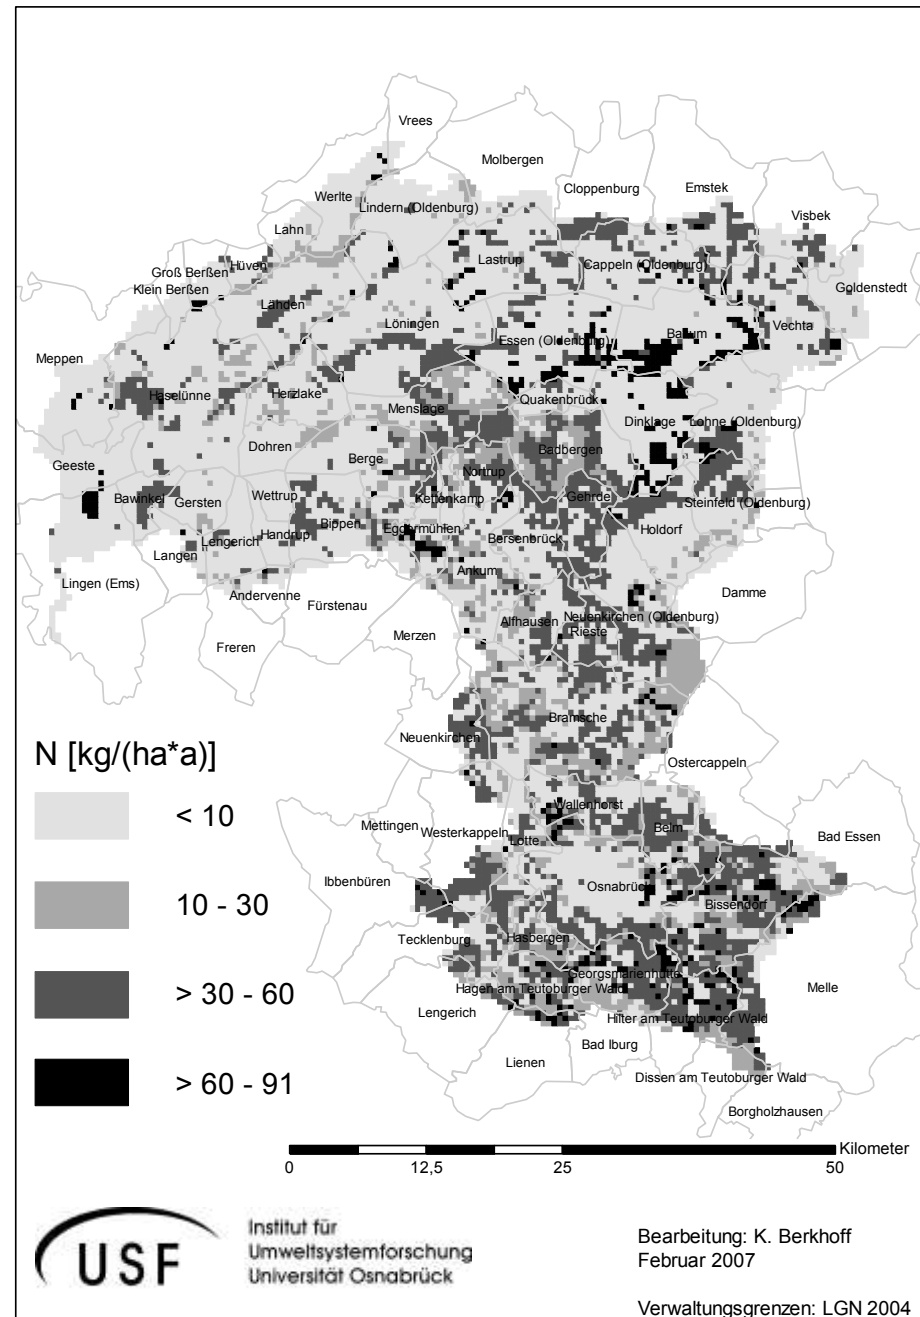 Vrees
Molbergen
Cloppenburg
Emstek
Visbek
Werlte
Lindern (Oldenburg)
Lahn
Lastrup
Cappeln (Oldenburg)
Goldenstedt
Hüven
Groß Berßen
Klein Berßen
Lähden
Löningen
Essen (Oldenburg)
Bakum
Vechta
Meppen
Haselünne
Herzlake
Menslage
Quakenbrück
Dinklage
Lohne (Oldenburg)
Dohren
Berge
Badbergen
Geeste
Bawinkel
Gersten
Wettrup
Nortrup
Kettenkamp
Gehrde
Steinfeld (Oldenburg)
Bippen
Eggermühlen
Holdorf
Langen
Lengerich
Handrup
Bersenbrück
Lingen (Ems)
Andervenne
Fürstenau
Ankum
Damme
Freren
Merzen
Alfhausen
Neuenkirchen (Oldenburg)
Rieste
Bramsche
Neuenkirchen
Ostercappeln
N [kg/(ha*a)]
< 10
10 - 30
> 30 - 60
> 60 - 91
Mettingen
Westerkappeln
Wallenhorst
Lotte
Belm
Bad Essen
Ibbenbüren
Osnabrück
Bissendorf
Tecklenburg
Hasbergen
Georgsmarienhütte
Hagen am Teutoburger Wald
Melle
Lengerich
Hilter am Teutoburger Wald
Bad Iburg
Lienen
Dissen am Teutoburger Wald
Borgholzhausen
Kilometer
0 12,5 25 50
USF
Institut für
Umweltsystemforschung
Universität Osnabrück
Bearbeitung: K. Berkhoff
Februar 2007
Verwaltungsgrenzen: LGN 2004